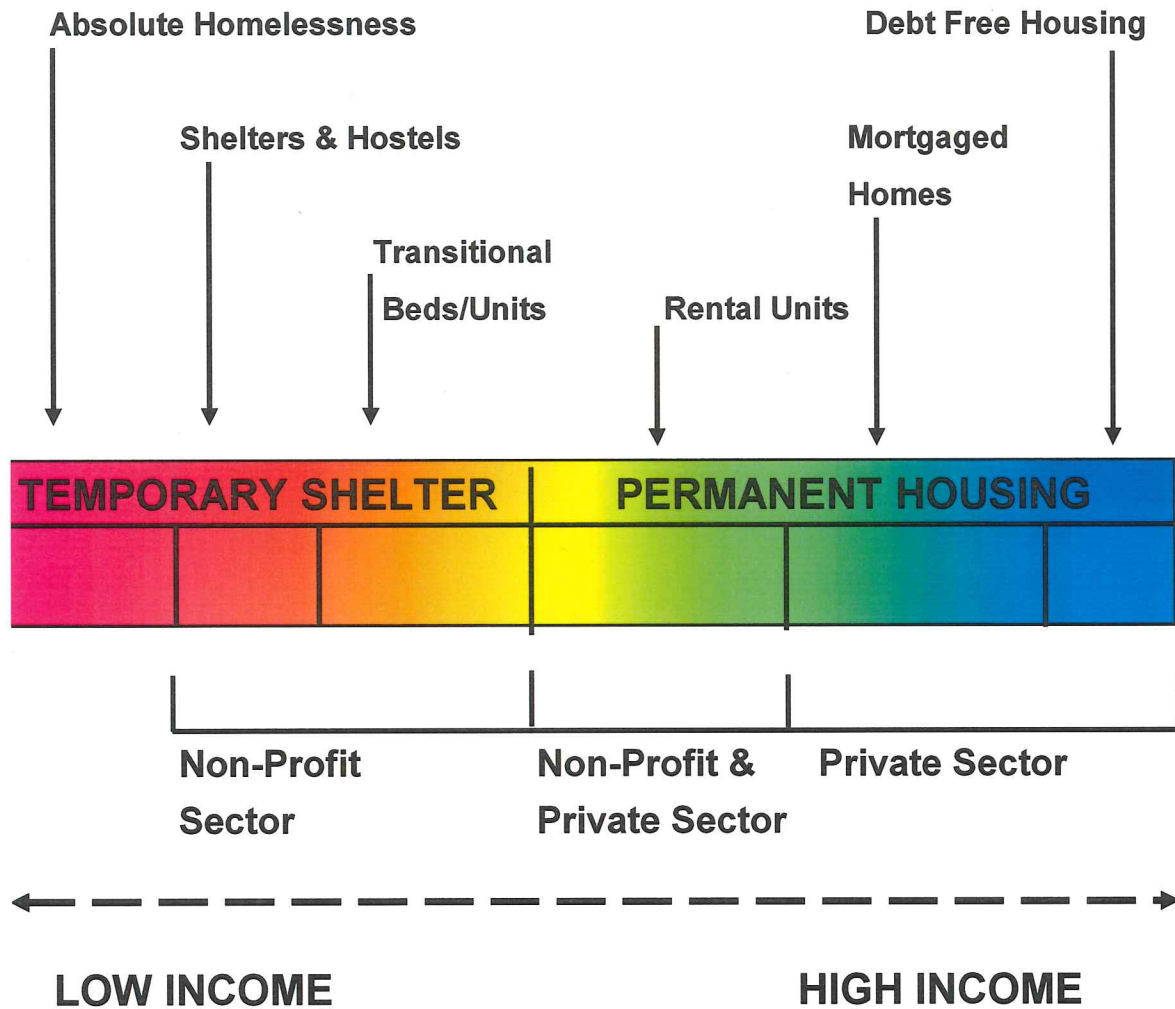 Absolute Homelessness
Debt Free Housing
Shelters & Hostels
Mortgaged
Homes
Transitional
Beds/Units
Rental Units
TEMPORARY SHELTER
PERMANENT HOUSING
Non-Profit
Sector
Non-Profit &
Private Sector
Private Sector
LOW INCOME
HIGH INCOME